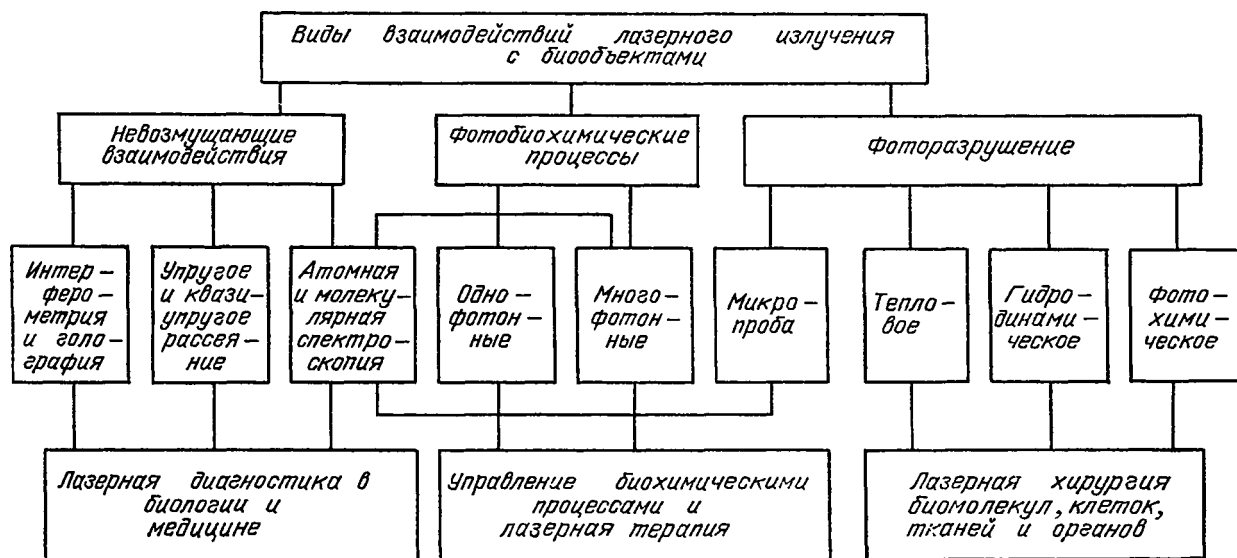 Виды взаимодействий лазерного излучения
с биообъектами
Невозмущающие
взаимодействия
Фотобиохимические
процессы
Фоторазрушение
Интер-
феро-
метрия
и голо-
графия
Упругое
и квази-
упругое
рассея-
ние
Атомная
и молеку-
лярная
спектро-
скопия
Одно-
фотон-
ные
Много-
фотон-
ные
Микро-
проба
Тепло-
вое
Гидро-
динами-
ческое
Фото-
хими-
ческое
Лазерная диагностика в
биологии и
медицине
Управление биохимическими
процессами и
лазерная терапия
Лазерная хирургия
биомолекул, клеток,
тканей и органов